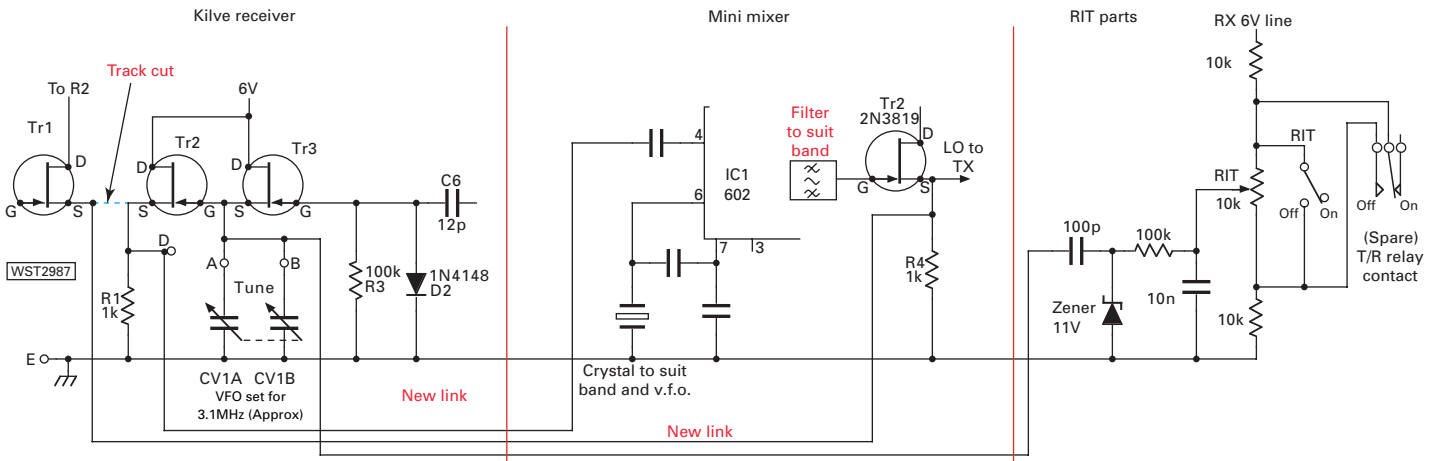 Kilve receiver
Mini mixer
RIT parts
RX 6V line
10k
Track cut
To R2
6V
Tr1
Tr2
Tr3
D
D
D
G
S
S
G
S
G
C6
12p
D
A
B
Tune
WST2987
R1
1k
100k
R3
1N4148
D2
E
CV1A
CV1B
VFO set for
3.1MHz (Approx)
New link
4
6
7
3
IC1
602
Filter
to suit
band
Tr2
2N3819
D
G
S
LO to
TX
R4
1k
Crystal to suit
band and v.f.o.
New link
100p
100k
Zener
11V
10n
RIT
10k
RIT
Off
On
10k
Off
On
(Spare)
T/R relay
contact